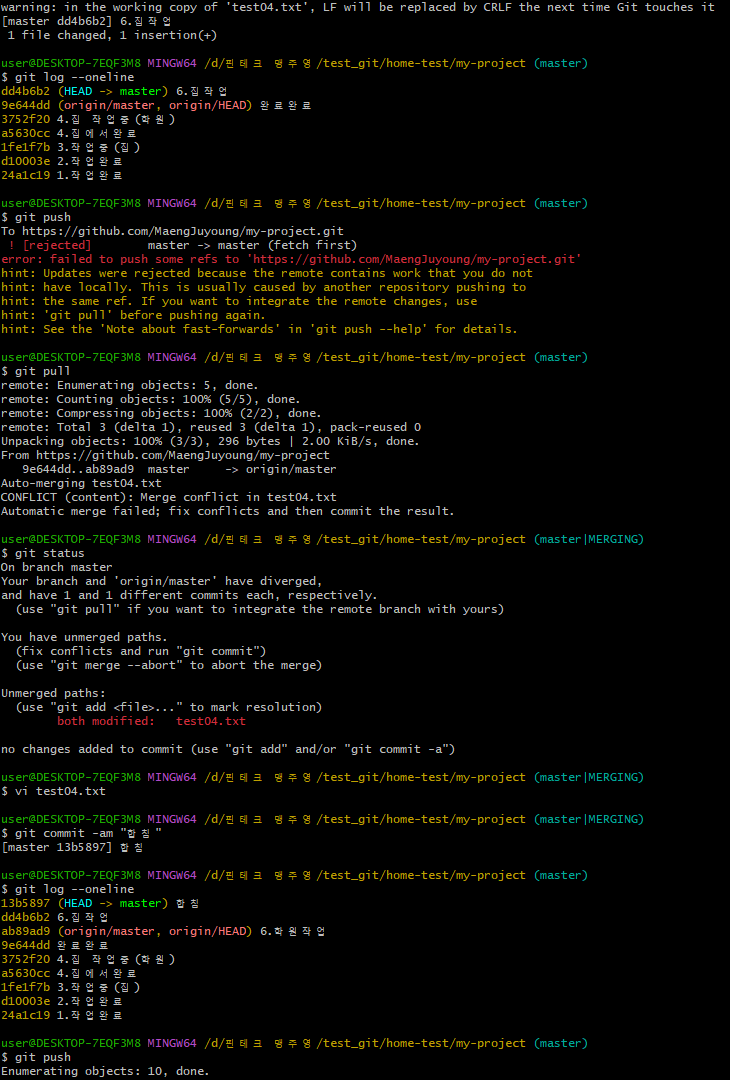 warning: in the working copy of 'test04.txt', LF will be replaced by CRLF the next time Git touches it
[master dd4b6b2] 6.집작업
 1 file changed, 1 insertion(+)

user@DESKTOP-7EQF3M8 MINGW64 /d/핀테크 맹주영/test_git/home-test/my-project (master)
$ git log --oneline
dd4b6b2 (HEAD -> master) 6.집작업
9e644dd (origin/master, origin/HEAD) 완료완료
3752f20 4.집 작업중(학원)
a5630cc 4.집에서완료
1fe1f7b 3.작업중(집)
d10003e 2.작업완료
24a1c19 1.작업완료

user@DESKTOP-7EQF3M8 MINGW64 /d/핀테크 맹주영/test_git/home-test/my-project (master)
$ git push
To https://github.com/MaengJuyoung/my-project.git
 ! [rejected]        master -> master (fetch first)
error: failed to push some refs to 'https://github.com/MaengJuyoung/my-project.git'
hint: Updates were rejected because the remote contains work that you do not
hint: have locally. This is usually caused by another repository pushing to
hint: the same ref. If you want to integrate the remote changes, use
hint: 'git pull' before pushing again.
hint: See the 'Note about fast-forwards' in 'git push --help' for details.

user@DESKTOP-7EQF3M8 MINGW64 /d/핀테크 맹주영/test_git/home-test/my-project (master)
$ git pull
remote: Enumerating objects: 5, done.
remote: Counting objects: 100% (5/5), done.
remote: Compressing objects: 100% (2/2), done.
remote: Total 3 (delta 1), reused 3 (delta 1), pack-reused 0
Unpacking objects: 100% (3/3), 296 bytes | 2.00 KiB/s, done.
From https://github.com/MaengJuyoung/my-project
   9e644dd..ab89ad9  master     -> origin/master
Auto-merging test04.txt
CONFLICT (content): Merge conflict in test04.txt
Automatic merge failed; fix conflicts and then commit the result.

user@DESKTOP-7EQF3M8 MINGW64 /d/핀테크 맹주영/test_git/home-test/my-project (master|MERGING)
$ git status
On branch master
Your branch and 'origin/master' have diverged,
and have 1 and 1 different commits each, respectively.
  (use "git pull" if you want to integrate the remote branch with yours)

You have unmerged paths.
  (fix conflicts and run "git commit")
  (use "git merge --abort" to abort the merge)

Unmerged paths:
  (use "git add <file>..." to mark resolution)
        both modified:   test04.txt

no changes added to commit (use "git add" and/or "git commit -a")

user@DESKTOP-7EQF3M8 MINGW64 /d/핀테크 맹주영/test_git/home-test/my-project (master|MERGING)
$ vi test04.txt

user@DESKTOP-7EQF3M8 MINGW64 /d/핀테크 맹주영/test_git/home-test/my-project (master|MERGING)
$ git commit -am "합침"
[master 13b5897] 합침

user@DESKTOP-7EQF3M8 MINGW64 /d/핀테크 맹주영/test_git/home-test/my-project (master)
$ git log --oneline
13b5897 (HEAD -> master) 합침
dd4b6b2 6.집작업
ab89ad9 (origin/master, origin/HEAD) 6.학원작업
9e644dd 완료완료
3752f20 4.집 작업중(학원)
a5630cc 4.집에서완료
1fe1f7b 3.작업중(집)
d10003e 2.작업완료
24a1c19 1.작업완료

user@DESKTOP-7EQF3M8 MINGW64 /d/핀테크 맹주영/test_git/home-test/my-project (master)
$ git push
Enumerating objects: 10, done.